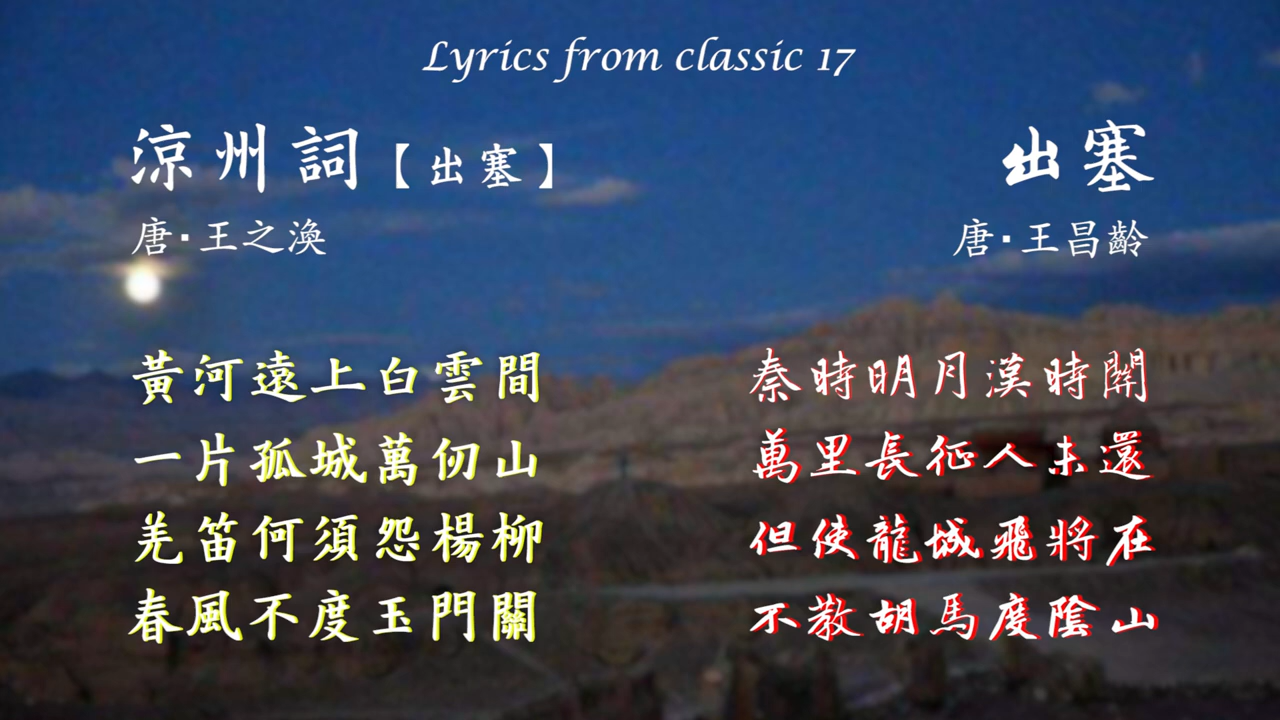 Lyrics from classic 17
涼州詞【出塞】
唐·王之渙
黃河遠上白雲間
一片孤城萬仞山
羌笛何須怨楊柳
春風不度玉門關
出塞
唐·王昌齡
秦時明月漢時關
萬里長征人未還
但使龍城飛將在
不教胡馬度陰山